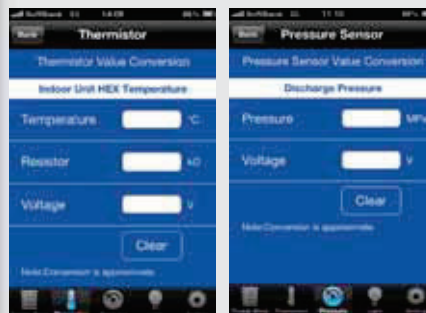 Back
Thermistor
Thermistor Value Conversion
Indoor Unit HEX Temperature
Temperature
°C
Resistor
kΩ
Voltage
V
Clear
Note:Conversion is approximate.
Back
Pressure Sensor
Pressure Sensor Value Conversion
Discharge Pressure
Pressure
MPa
Voltage
V
Clear
Note:Conversion is approximate.
Pressure